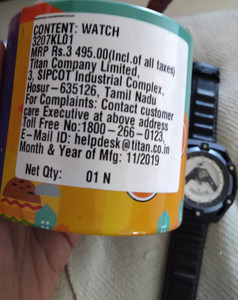 CONTENT: WATCH
3207KL01
MRP Rs.3 495.00(Incl.of all taxes)
Titan Company Limited,
3, SIPCOT Industrial Complex,
Hosur – 635126, Tamil Nadu
For Complaints: Contact customer
care Executive at above address
Toll Free No:1800–266–0123,
E-Mail ID: helpdesk@titan.co.in
Month & Year of Mfg: 11/2019
Net Qty: 01 N